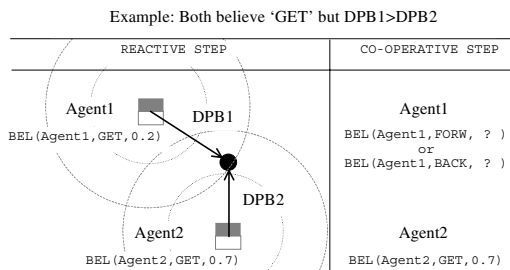 Example: Both believe ‘GET’ but DPB1>DPB2
REACTIVE STEP
CO-OPERATIVE STEP
Agent1
DPB1
BEL(Agent1,GET,0.2)
DPB2
Agent2
BEL(Agent2,GET,0.7)
Agent1
BEL(Agent1,FORW, ? )
or
BEL(Agent1,BACK, ? )
Agent2
BEL(Agent2,GET,0.7)